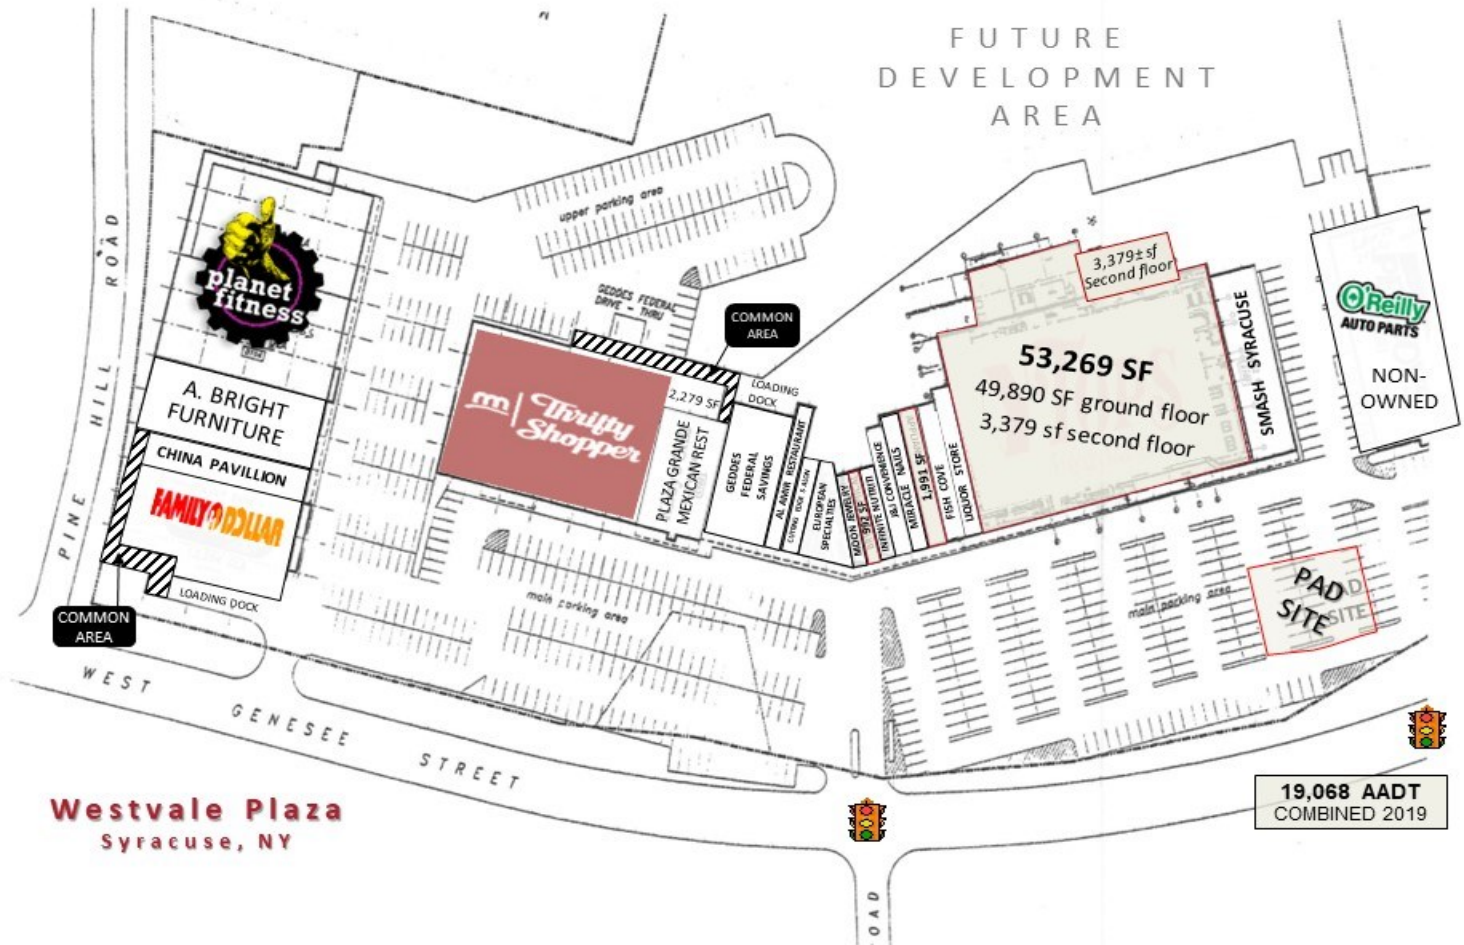 FUTURE
DEVELOPMENT
AREA
PINE HILL ROAD
planet
fitness
A. BRIGHT
FURNITURE
CHINA PAVILLION
FAMILY DOLLAR
LOADING DOCK
COMMON
AREA
upper parking area
GEDDES FEDERAL
DRIVE - THRU
COMMON
AREA
LOADING
DOCK
Thrifty
Shopper
2,279 SF
PLAZA GRANDE
MEXICAN REST
GEDDES
FEDERAL
SAVINGS
AL AMIR RESTAURANT
EUROPEAN
SPECIALTIES
MOON JEWELRY
992 SF
INFINITE NUTRITI
J&J CONVENIENCE
MIRACLE NAILS
1,991 SF
FISH COVE
LIQUOR STORE
3,379± sf
Second floor
53,269 SF
49,890 SF ground floor
3,379 sf second floor
SMASH SYRACUSE
O'Reilly
AUTO PARTS
NON-
OWNED
main parking area
main parking area
PAD
SITE
WEST GENESEE STREET
Westvale Plaza
Syracuse, NY
19,068 AADT
COMBINED 2019
OAD